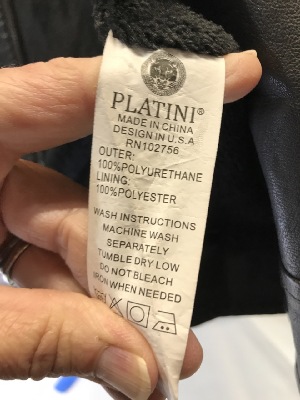 PLATINI®
MADE IN CHINA
DESIGN IN U.S.A
RN102756
OUTER:
100%POLYURETHANE
LINING:
100%POLYESTER
WASH INSTRUCTIONS
MACHINE WASH
SEPARATELY
TUMBLE DRY LOW
DO NOT BLEACH
IRON WHEN NEEDED